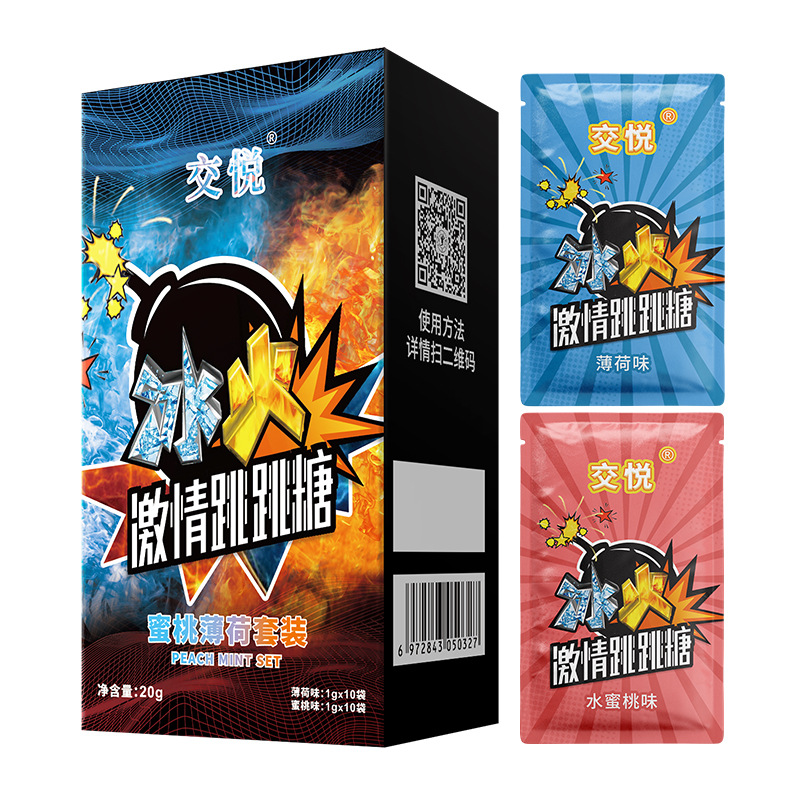 交悦®
冰火
激情跳跳糖
蜜桃薄荷套装
PEACH MINT SET
净含量:20g
薄荷味:1gx10袋
蜜桃味:1gx10袋
使用方法
详情扫二维码
6 972843 050327
交悦®
冰火
激情跳跳糖
薄荷味
交悦®
冰火
激情跳跳糖
水蜜桃味